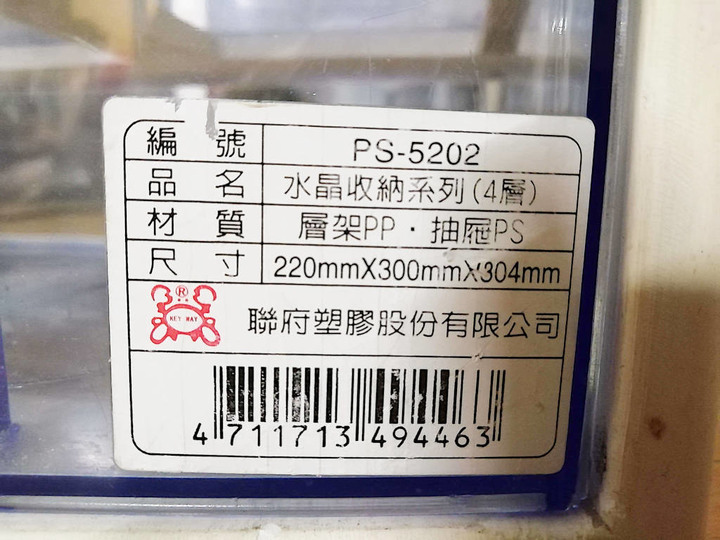 編號 PS-5202
品名 水晶收納系列(4層)
材質 層架PP·抽屜PS
尺寸 220mmX300mmX304mm
® KEY WAY 聯府塑膠股份有限公司
4 711713 494463